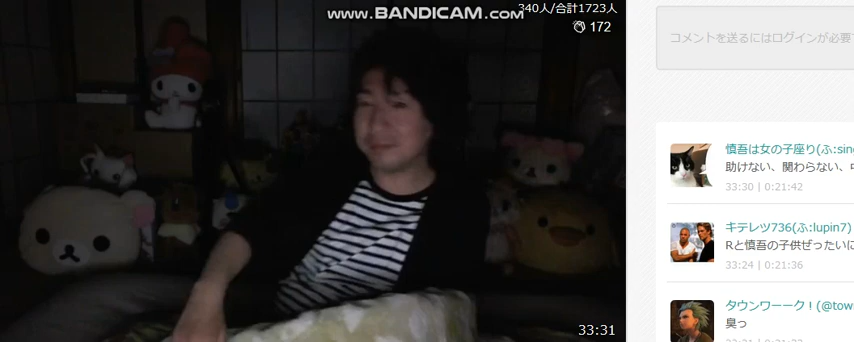 www.BANDICAM.com
340人/合計1723人
172
33:31
コメントを送るにはログインが必要
慎吾は女の子座り(ふ:sin
助けない、関わらない、
33:30 | 0:21:42
キテレツ736(ふ:lupin7)
Rと慎吾の子供ぜったいに
33:24 | 0:21:36
タウンワーーク！(@tow
臭っ